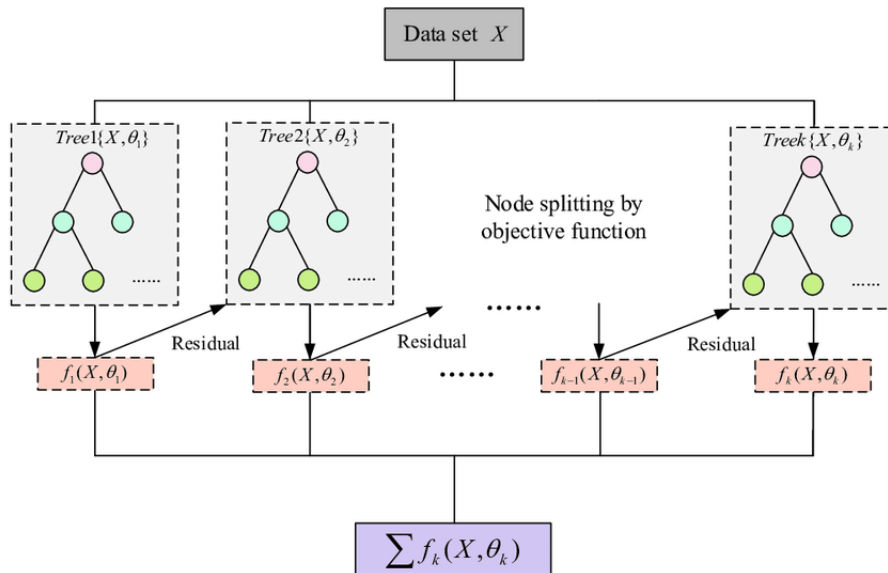 Data set X
Tree1{X,θ₁}
Tree2{X,θ₂}
Treek{X,θₖ}
Node splitting by
objective function
......
......
......
......
Residual
Residual
Residual
f₁(X,θ₁)
f₂(X,θ₂)
......
fₖ₋₁(X,θₖ₋₁)
fₖ(X,θₖ)
∑fₖ(X,θₖ)